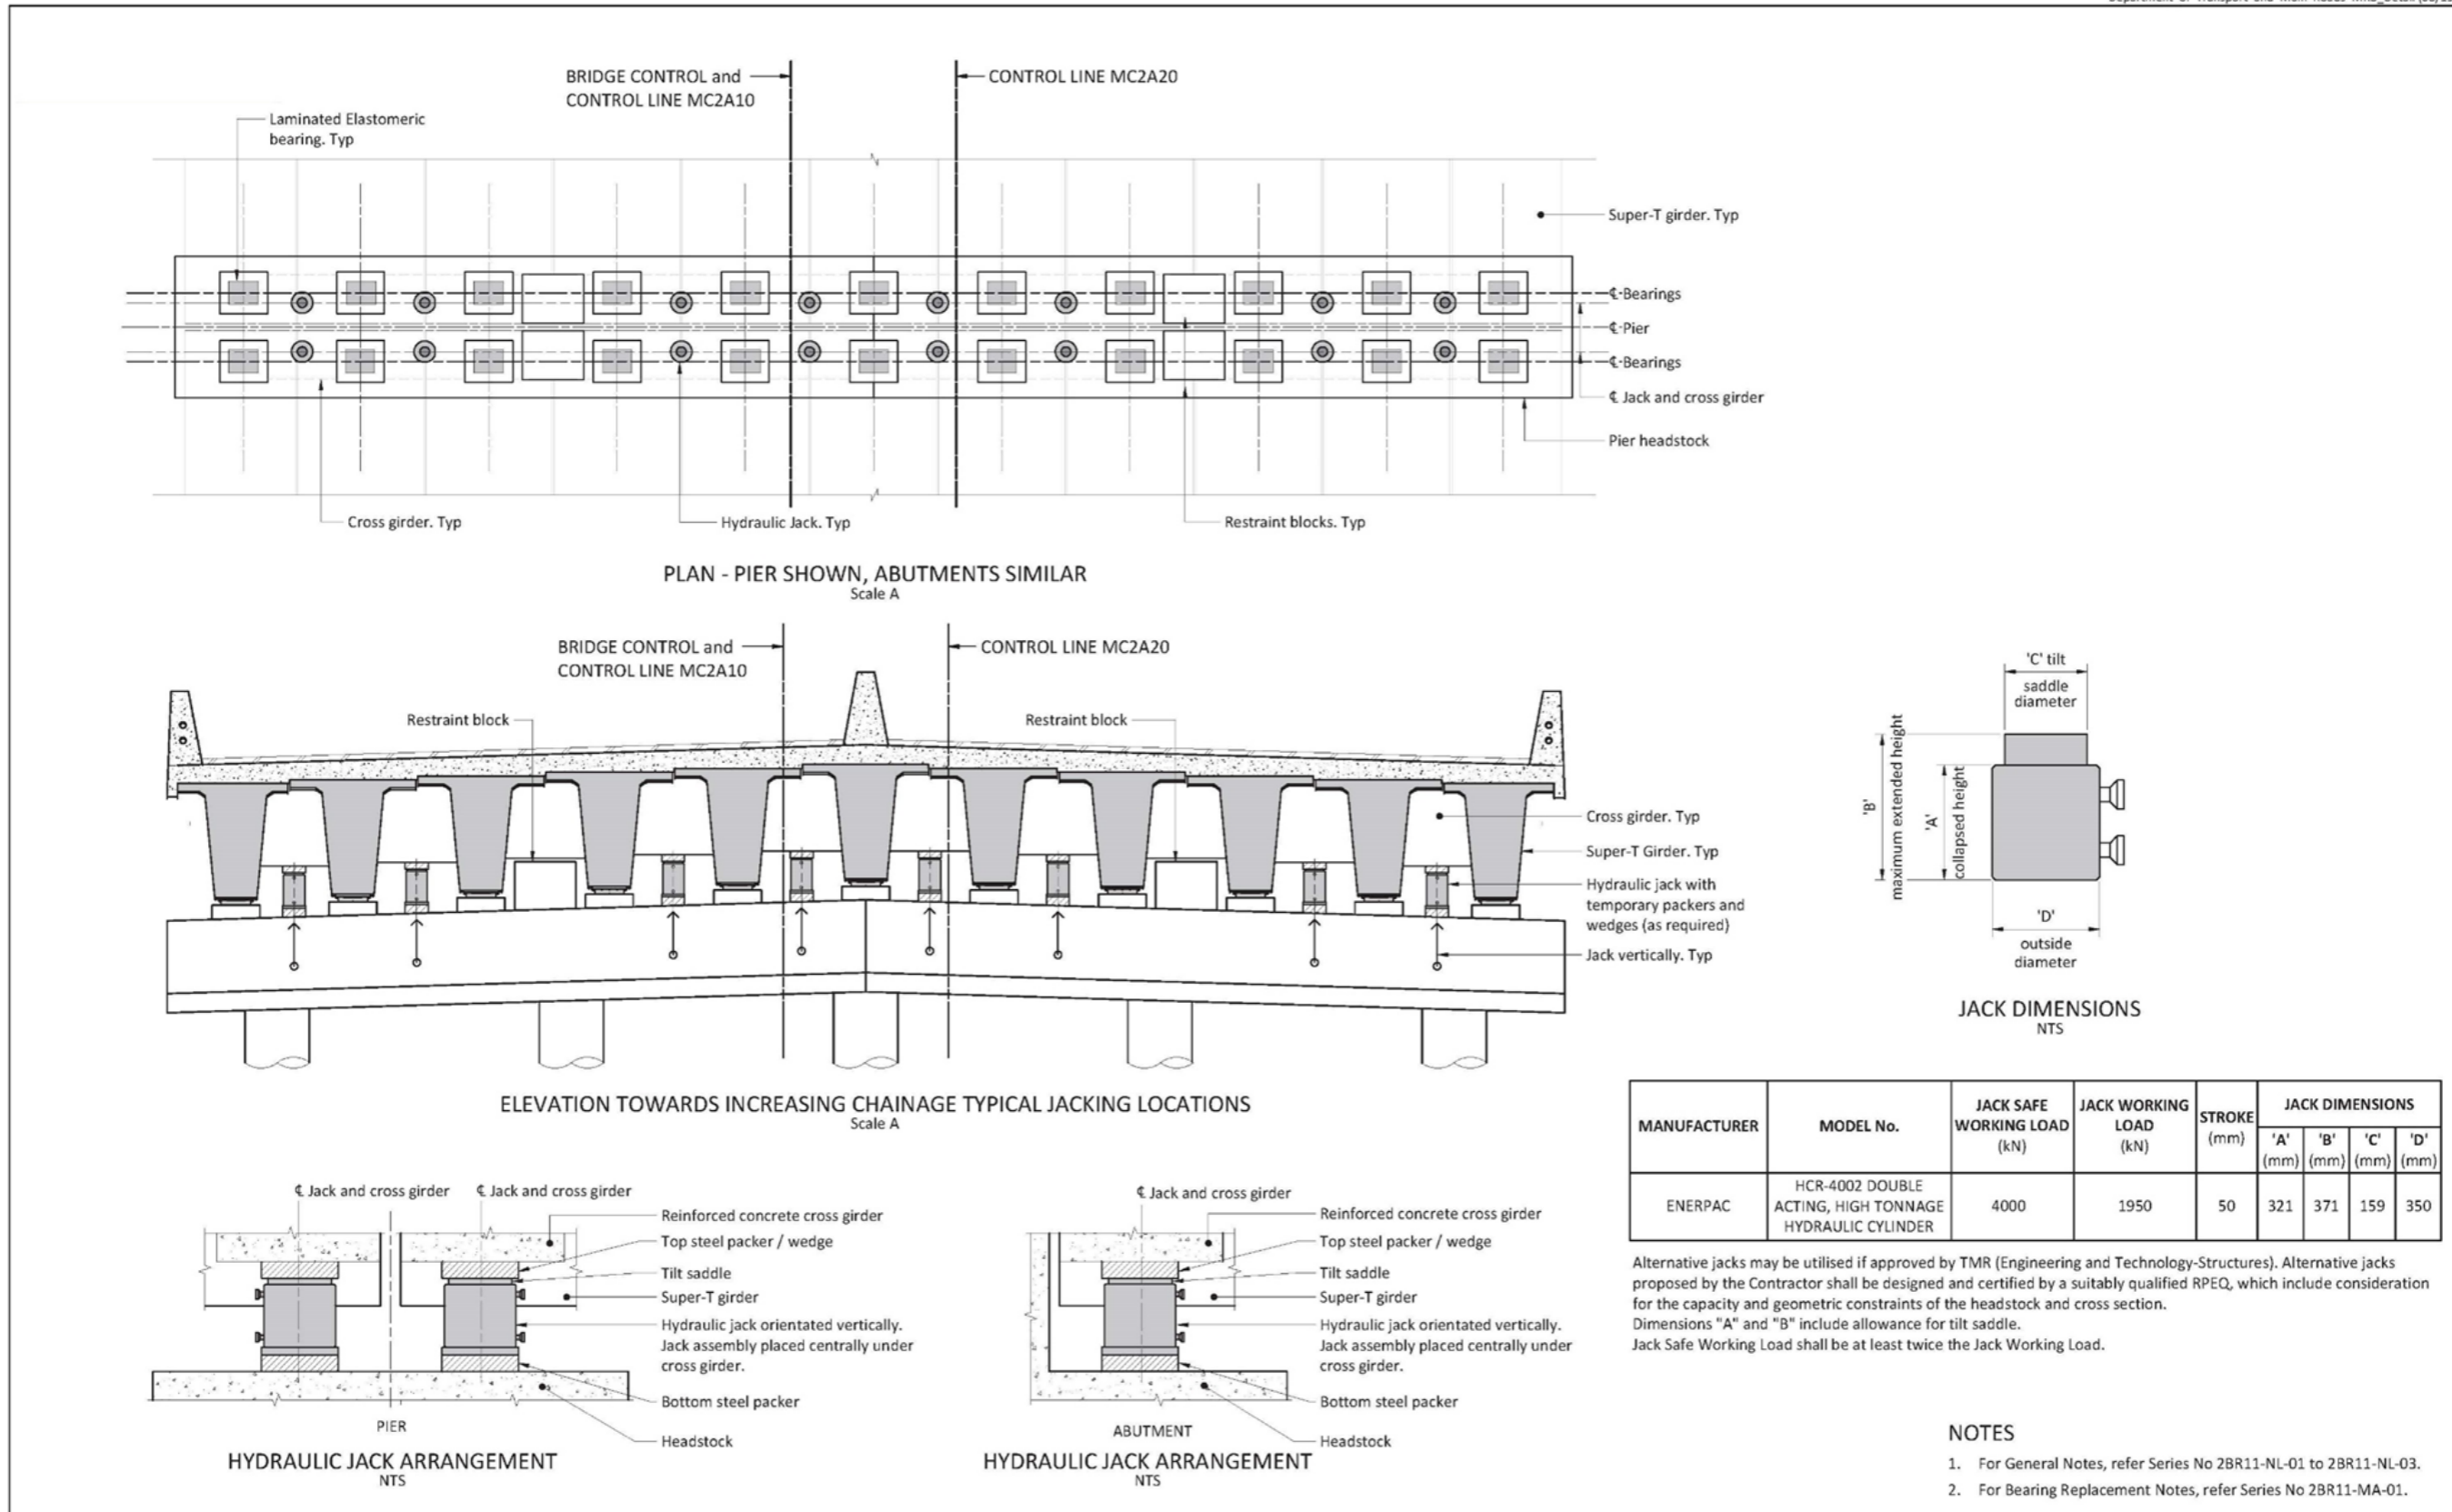 BRIDGE CONTROL and
CONTROL LINE MC2A10
CONTROL LINE MC2A20
Laminated Elastomeric
bearing. Typ
Super-T girder. Typ
℄ Bearings
℄ Pier
℄ Bearings
℄ Jack and cross girder
Pier headstock
Cross girder. Typ
Hydraulic Jack. Typ
Restraint blocks. Typ
PLAN - PIER SHOWN, ABUTMENTS SIMILAR
Scale A
BRIDGE CONTROL and
CONTROL LINE MC2A10
CONTROL LINE MC2A20
Restraint block
Restraint block
Cross girder. Typ
Super-T Girder. Typ
Hydraulic jack with
temporary packers and
wedges (as required)
Jack vertically. Typ
ELEVATION TOWARDS INCREASING CHAINAGE TYPICAL JACKING LOCATIONS
Scale A
'C' tilt
saddle
diameter
'B'
maximum extended height
'A'
collapsed height
'D'
outside
diameter
JACK DIMENSIONS
NTS
MANUFACTURER
MODEL No.
JACK SAFE
WORKING LOAD
(kN)
JACK WORKING
LOAD
(kN)
STROKE
(mm)
JACK DIMENSIONS
'A' 'B' 'C' 'D'
(mm) (mm) (mm) (mm)
ENERPAC
HCR-4002 DOUBLE
ACTING, HIGH TONNAGE
HYDRAULIC CYLINDER
4000 1950 50 321 371 159 350
Alternative jacks may be utilised if approved by TMR (Engineering and Technology-Structures). Alternative jacks
proposed by the Contractor shall be designed and certified by a suitably qualified RPEQ, which include consideration
for the capacity and geometric constraints of the headstock and cross section.
Dimensions "A" and "B" include allowance for tilt saddle.
Jack Safe Working Load shall be at least twice the Jack Working Load.
℄ Jack and cross girder
℄ Jack and cross girder
Reinforced concrete cross girder
Top steel packer / wedge
Tilt saddle
Super-T girder
Hydraulic jack orientated vertically.
Jack assembly placed centrally under
cross girder.
Bottom steel packer
Headstock
PIER
HYDRAULIC JACK ARRANGEMENT
NTS
℄ Jack and cross girder
Reinforced concrete cross girder
Top steel packer / wedge
Tilt saddle
Super-T girder
Hydraulic jack orientated vertically.
Jack assembly placed centrally under
cross girder.
Bottom steel packer
Headstock
ABUTMENT
HYDRAULIC JACK ARRANGEMENT
NTS
NOTES
1. For General Notes, refer Series No 2BR11-NL-01 to 2BR11-NL-03.
2. For Bearing Replacement Notes, refer Series No 2BR11-MA-01.